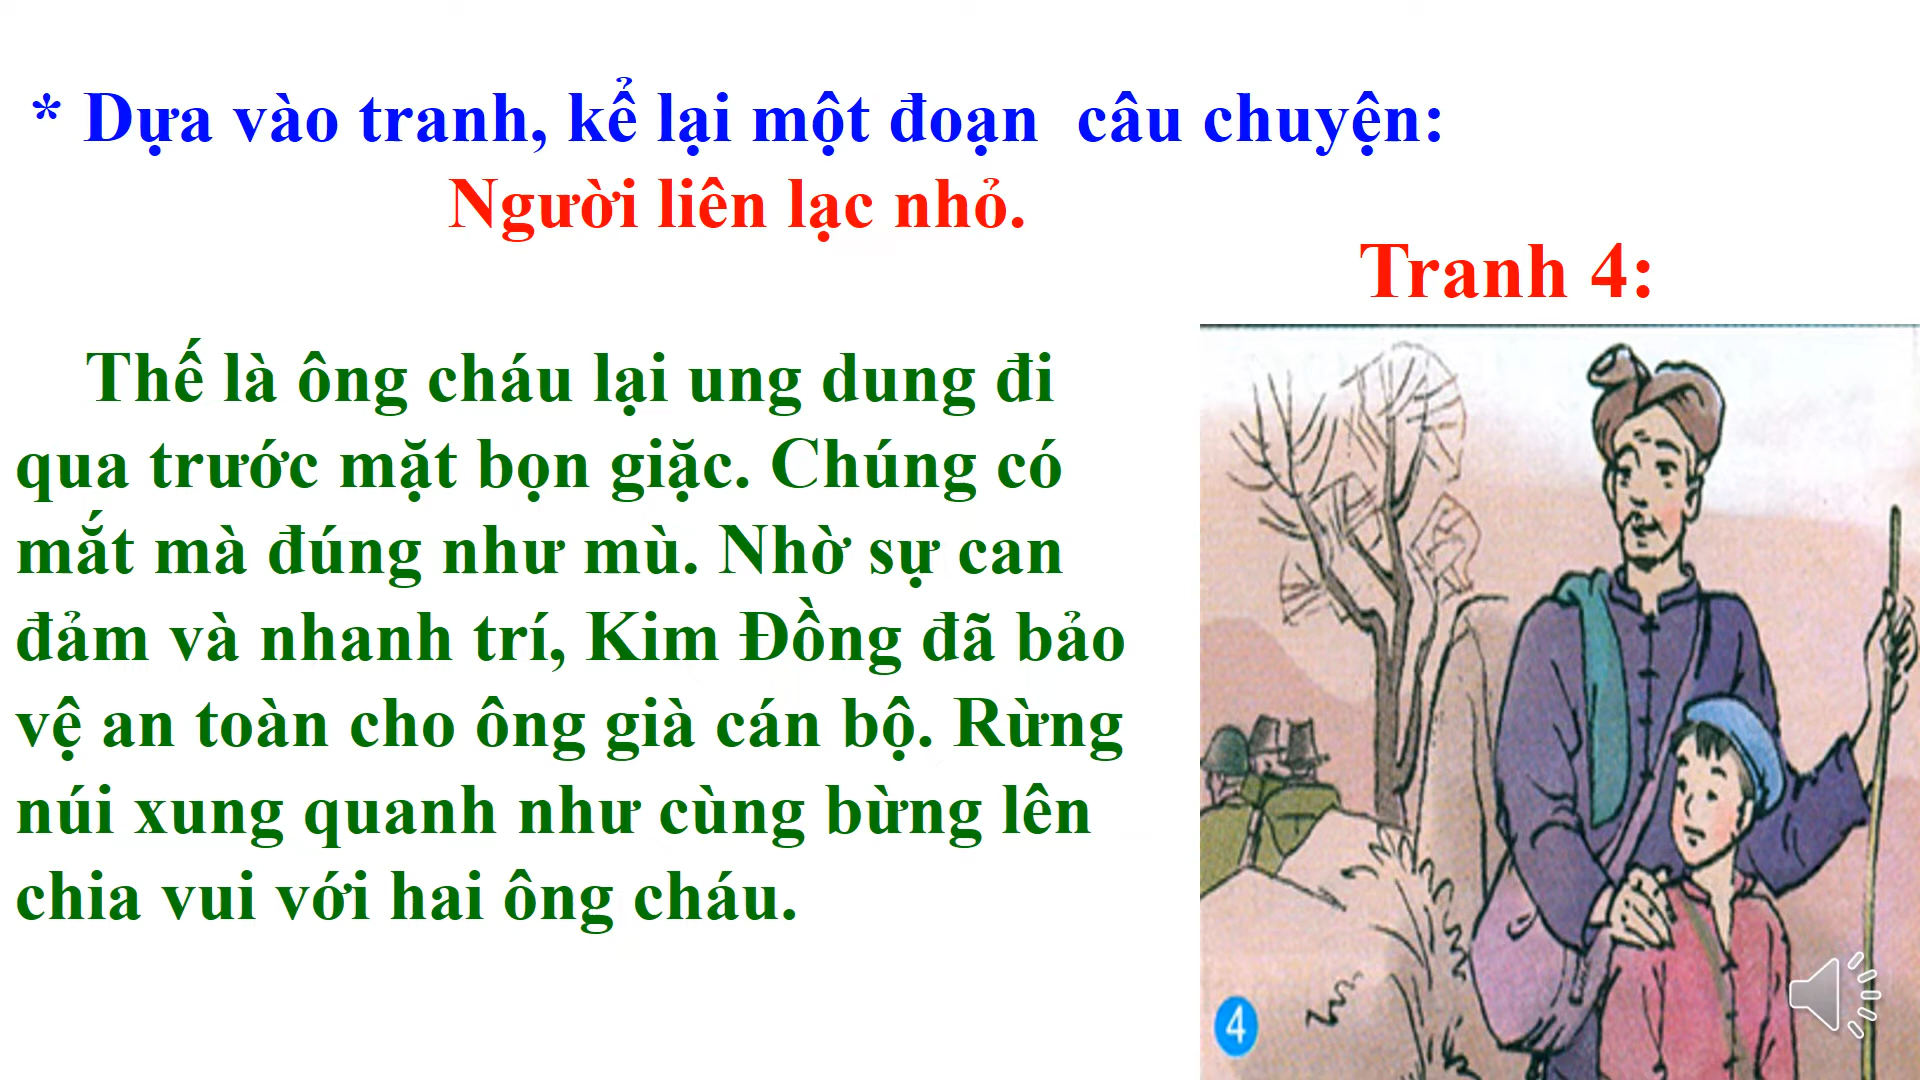 * Dựa vào tranh, kể lại một đoạn câu chuyện:
Người liên lạc nhỏ.
Tranh 4:
Thế là ông cháu lại ung dung đi
qua trước mặt bọn giặc. Chúng có
mắt mà đúng như mù. Nhờ sự can
đảm và nhanh trí, Kim Đồng đã bảo
vệ an toàn cho ông già cán bộ. Rừng
núi xung quanh như cùng bừng lên
chia vui với hai ông cháu.
4